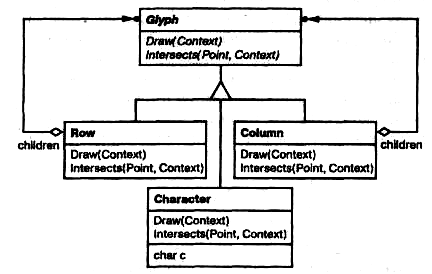 Glyph
Draw(Context)
Intersects(Point, Context)
children
Row
Draw(Context)
Intersects(Point, Context)
Column
Draw(Context)
Intersects(Point, Context)
children
Character
Draw(Context)
Intersects(Point, Context)
char c